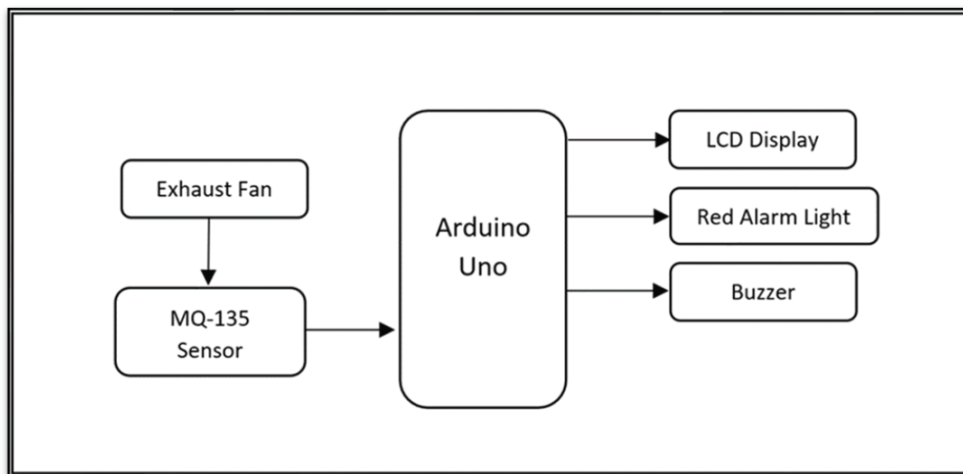 Exhaust Fan
MQ-135
Sensor
Arduino
Uno
LCD Display
Red Alarm Light
Buzzer